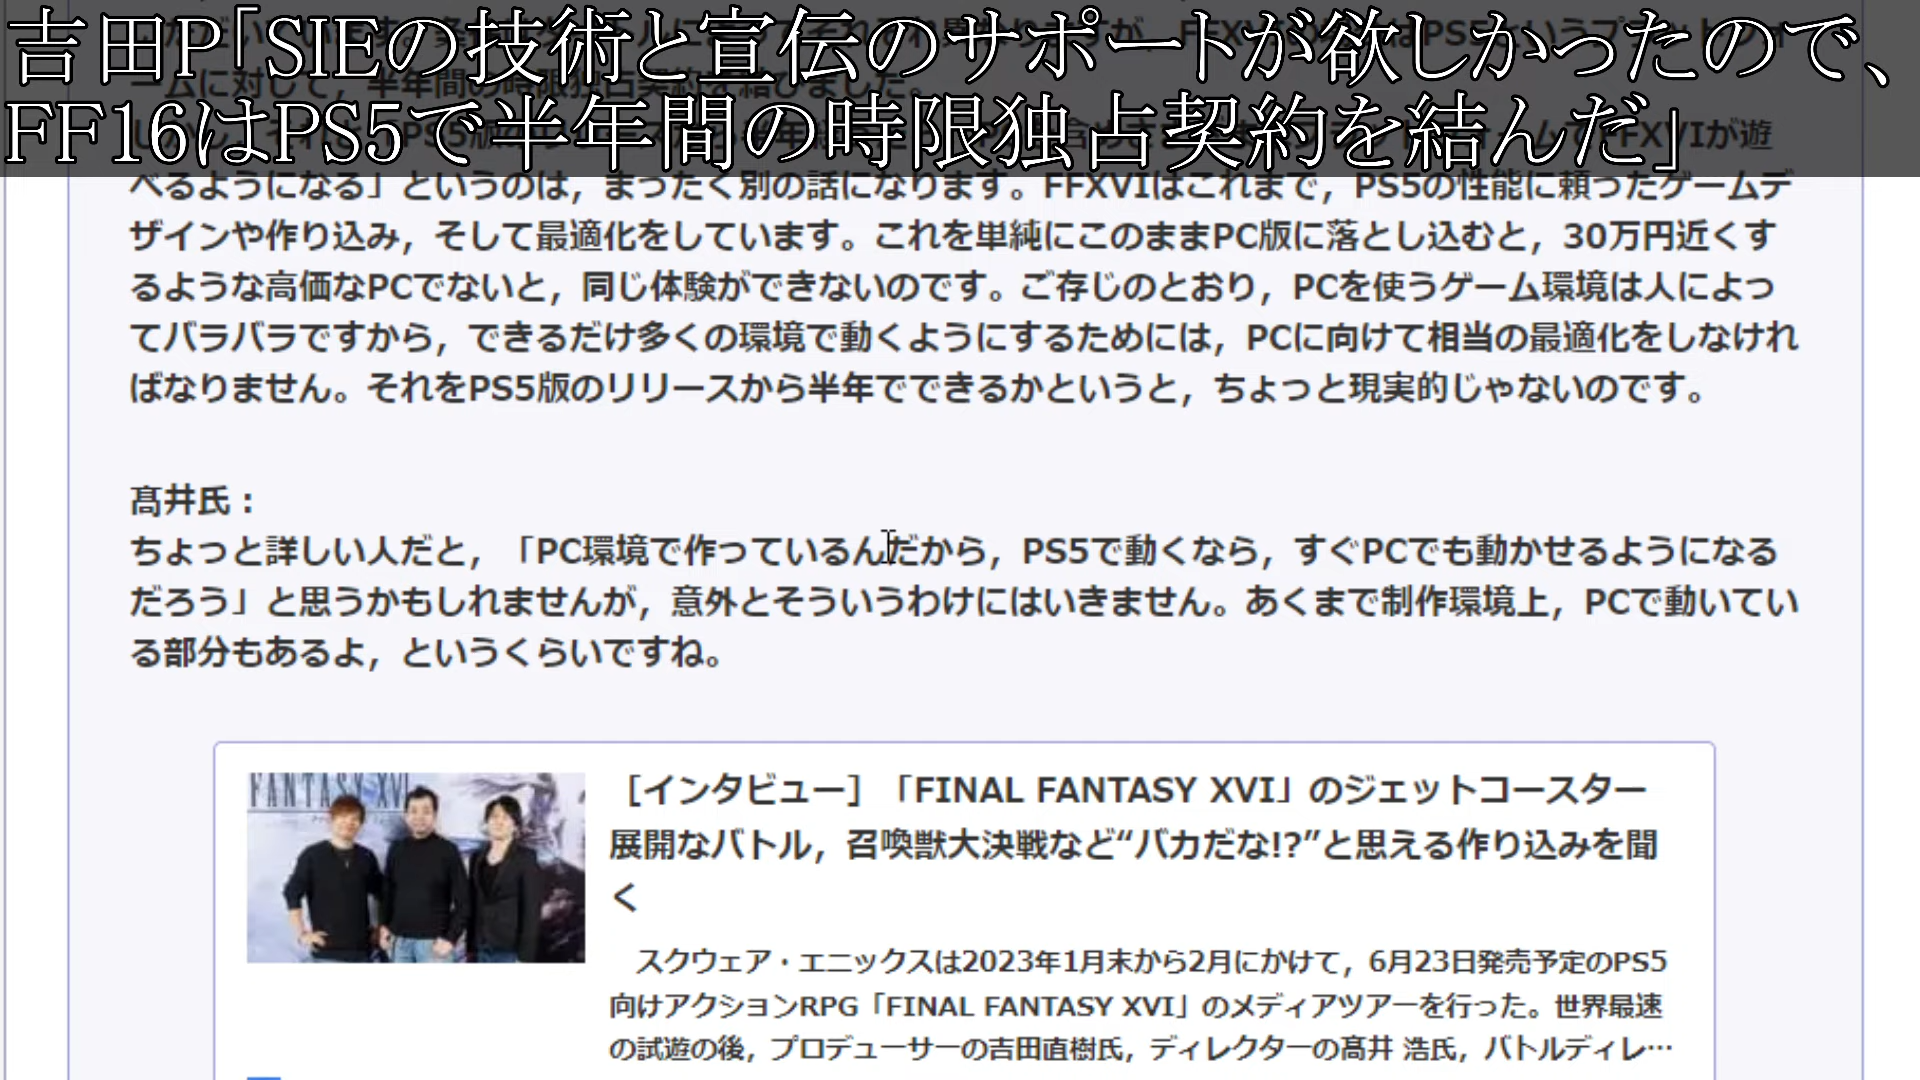 吉田P「SIEの技術と宣伝のサポートが欲しかったので、
FF16はPS5で半年間の時限独占契約を結んだ」
べるようになる」というのは，まったく別の話になります。FFXVIはこれまで，PS5の性能に頼ったゲームデ
ザインや作り込み，そして最適化をしています。これを単純にこのままPC版に落とし込むと，30万円近くす
るような高価なPCでないと，同じ体験ができないのです。ご存じのとおり，PCを使うゲーム環境は人によっ
てバラバラですから，できるだけ多くの環境で動くようにするためには，PCに向けて相当の最適化をしなけれ
ばなりません。それをPS5版のリリースから半年でできるかというと，ちょっと現実的じゃないのです。
髙井氏：
ちょっと詳しい人だと，「PC環境で作っているんだから，PS5で動くなら，すぐPCでも動かせるようになる
だろう」と思うかもしれませんが，意外とそういうわけにはいきません。あくまで制作環境上，PCで動いてい
る部分もあるよ，というくらいですね。
FANTASY XVI
［インタビュー］「FINAL FANTASY XVI」のジェットコースター
展開なバトル，召喚獣大決戦など“バカだな!?”と思える作り込みを聞
く
スクウェア・エニックスは2023年1月末から2月にかけて，6月23日発売予定のPS5
向けアクションRPG「FINAL FANTASY XVI」のメディアツアーを行った。世界最速
の試遊の後，プロデューサーの吉田直樹氏，ディレクターの髙井 浩氏，バトルディレ…